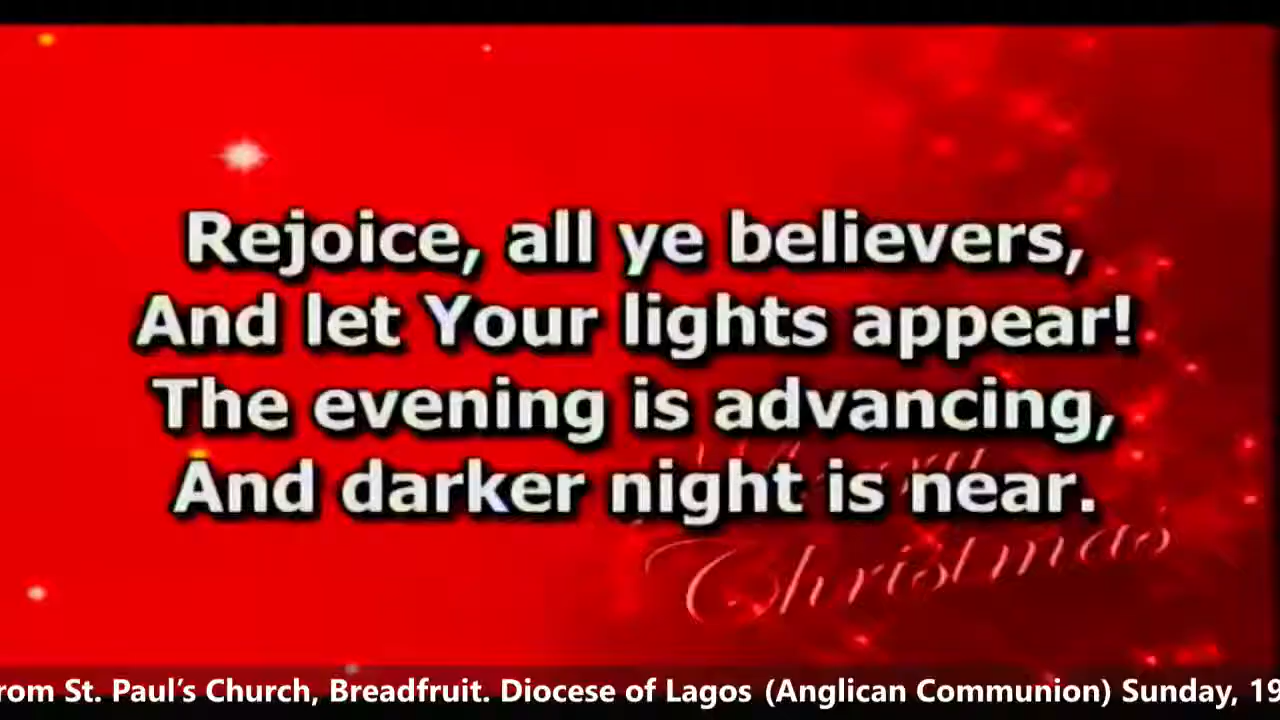 Rejoice, all ye believers,
And let Your lights appear!
The evening is advancing,
And darker night is near.
Christmas
rom St. Paul’s Church, Breadfruit. Diocese of Lagos (Anglican Communion) Sunday, 19